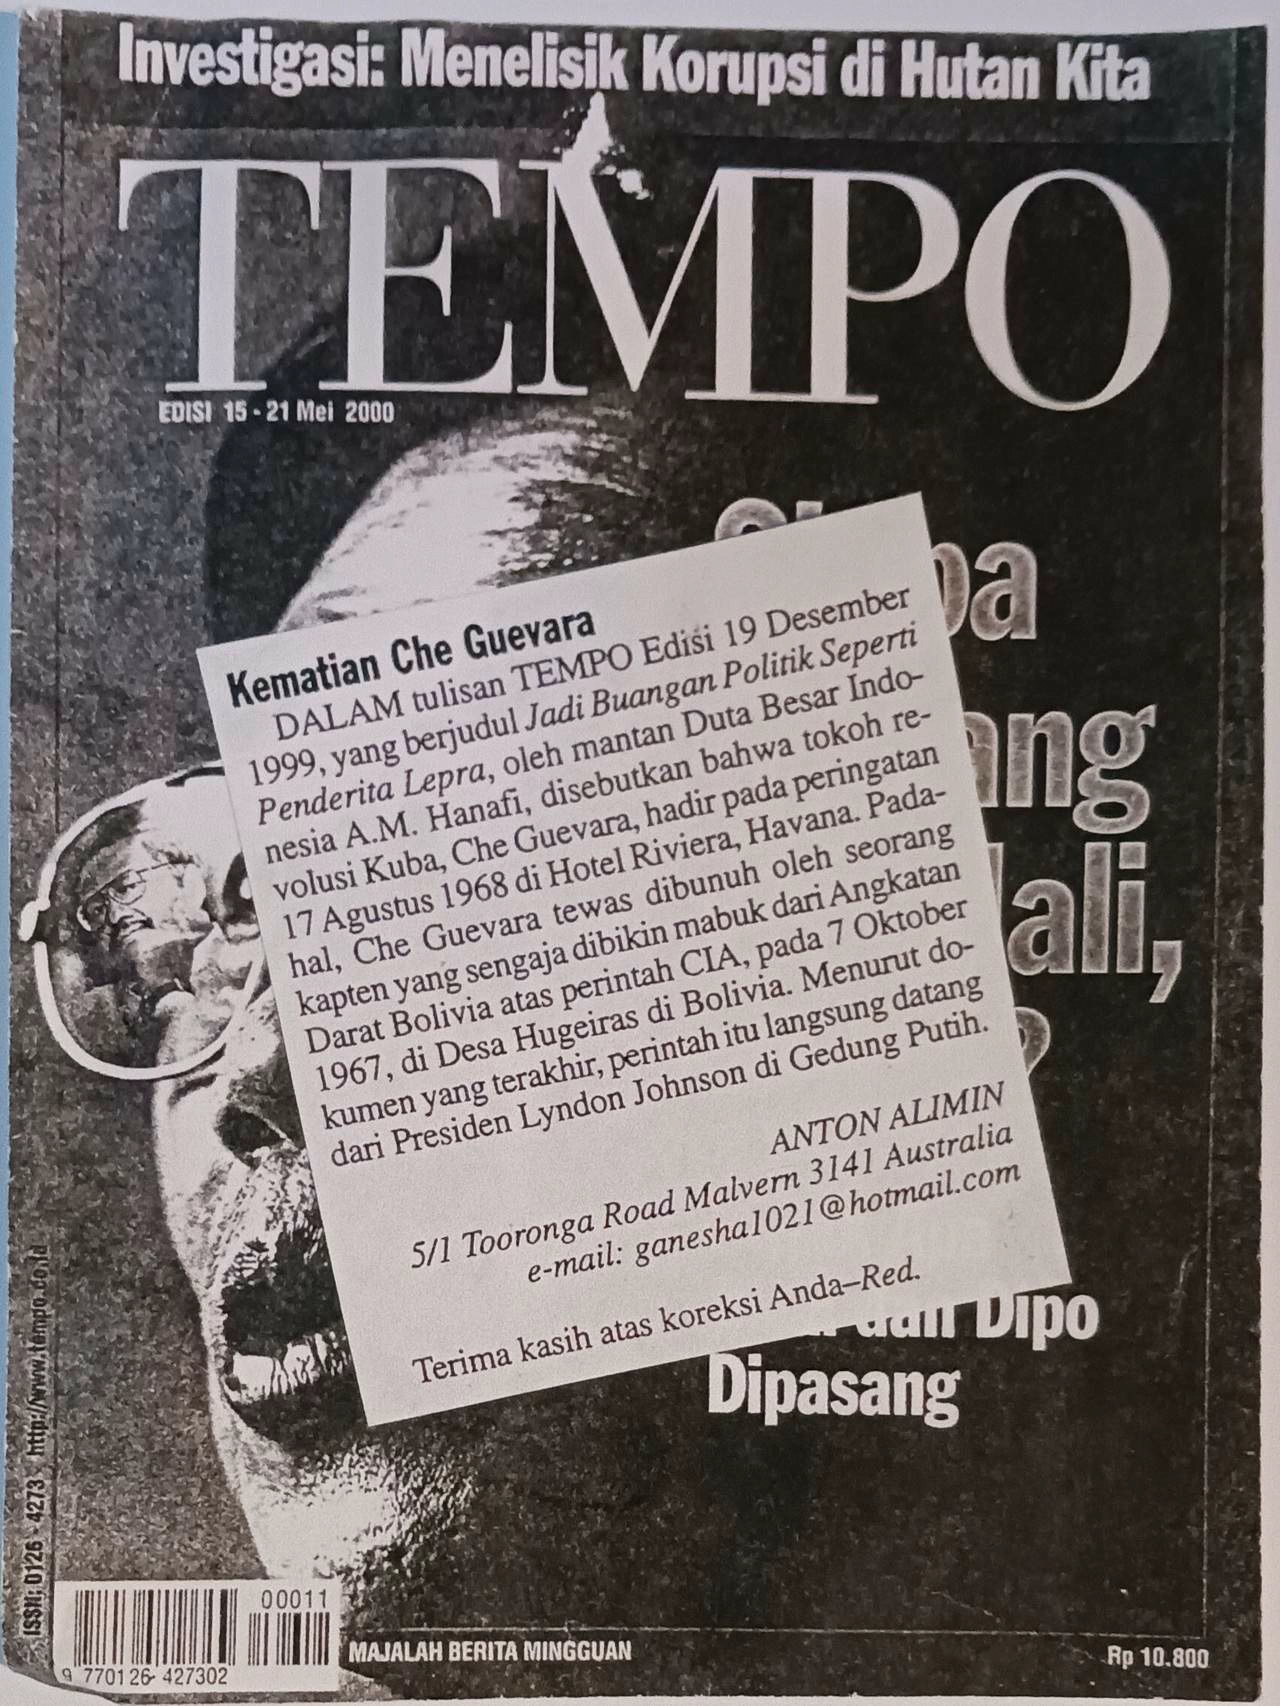 Investigasi: Menelisik Korupsi di Hutan Kita
TEMPO
EDISI 15 - 21 Mei 2000
Kematian Che Guevara
DALAM tulisan TEMPO Edisi 19 Desember
1999, yang berjudul Jadi Buangan Politik Seperti
Penderita Lepra, oleh mantan Duta Besar Indo-
nesia A.M. Hanafi, disebutkan bahwa tokoh re-
volusi Kuba, Che Guevara, hadir pada peringatan
17 Agustus 1968 di Hotel Riviera, Havana. Pada-
hal, Che Guevara tewas dibunuh oleh seorang
kapten yang sengaja dibikin mabuk dari Angkatan
Darat Bolivia atas perintah CIA, pada 7 Oktober
1967, di Desa Hugeiras di Bolivia. Menurut do-
kumen yang terakhir, perintah itu langsung datang
dari Presiden Lyndon Johnson di Gedung Putih.
ANTON ALIMIN
5/1 Tooronga Road Malvern 3141 Australia
e-mail: ganesha1021@hotmail.com
Terima kasih atas koreksi Anda–Red.
Dipo
Dipasang
ISSN: 0126 - 4273 http://www.tempo.co.id
00011
9 770126 427302
MAJALAH BERITA MINGGUAN
Rp 10.800